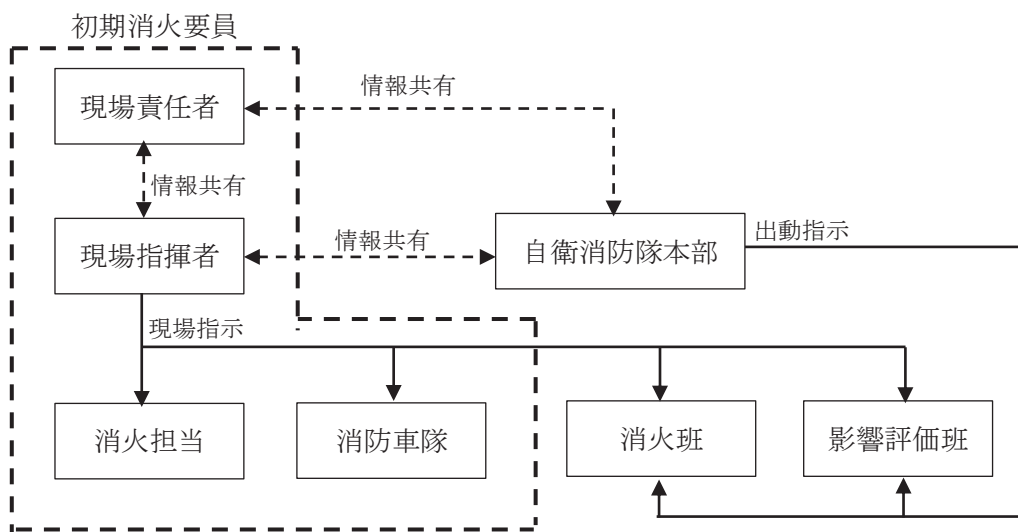 初期消火要員
現場責任者
情報共有
情報共有
現場指揮者
情報共有
自衛消防隊本部
出動指示
現場指示
消火担当
消防車隊
消火班
影響評価班